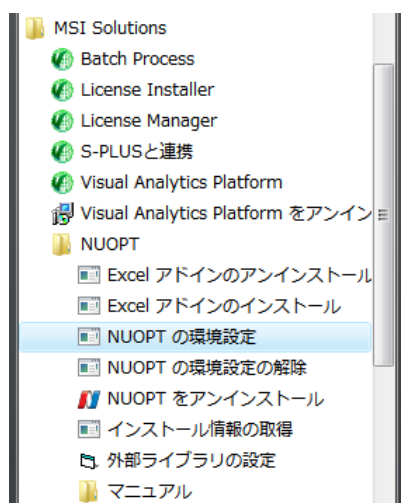 MSI Solutions
Batch Process
License Installer
License Manager
S-PLUSと連携
Visual Analytics Platform
Visual Analytics Platform をアンイン
NUOPT
Excel アドインのアンインストール
Excel アドインのインストール
NUOPT の環境設定
NUOPT の環境設定の解除
NUOPT をアンインストール
インストール情報の取得
外部ライブラリの設定
マニュアル